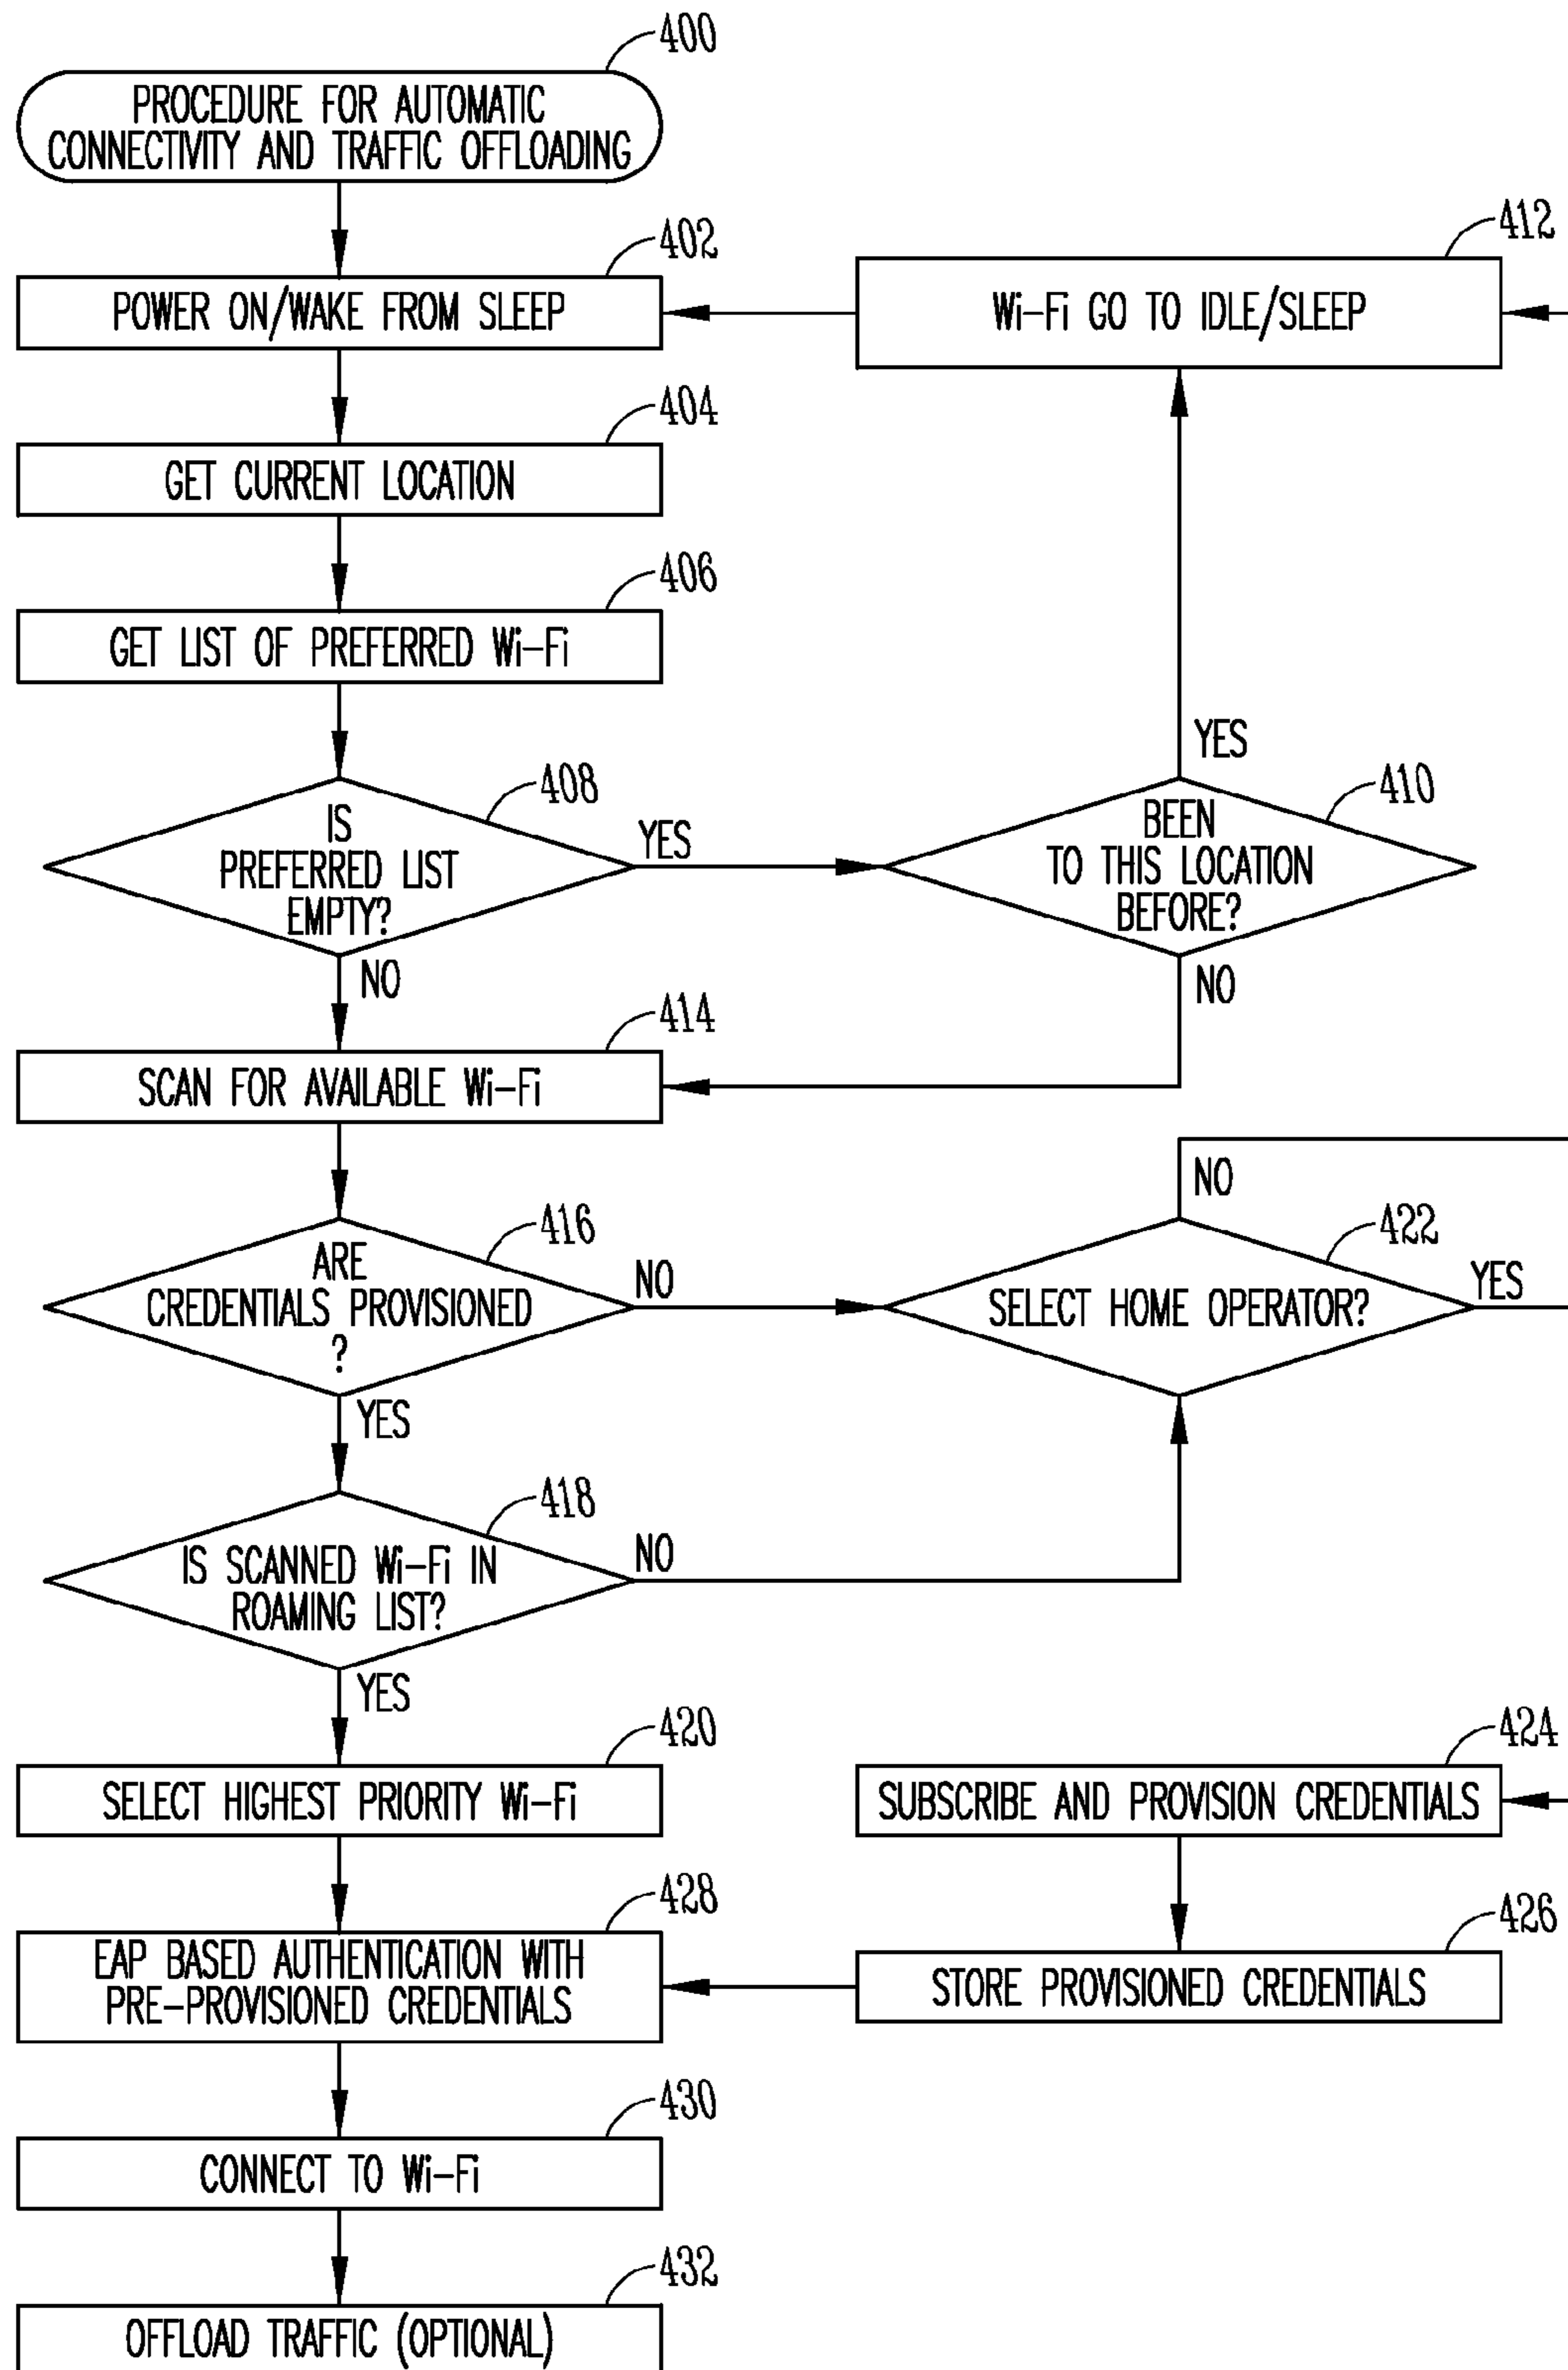 400
PROCEDURE FOR AUTOMATIC
CONNECTIVITY AND TRAFFIC OFFLOADING
402
POWER ON/WAKE FROM SLEEP
412
Wi-Fi GO TO IDLE/SLEEP
404
GET CURRENT LOCATION
406
GET LIST OF PREFERRED Wi-Fi
408
IS
PREFERRED LIST
EMPTY?
YES
NO
410
BEEN
TO THIS LOCATION
BEFORE?
YES
NO
414
SCAN FOR AVAILABLE Wi-Fi
416
ARE
CREDENTIALS PROVISIONED
?
NO
YES
422
SELECT HOME OPERATOR?
NO
YES
418
IS SCANNED Wi-Fi IN
ROAMING LIST?
NO
YES
420
SELECT HIGHEST PRIORITY Wi-Fi
424
SUBSCRIBE AND PROVISION CREDENTIALS
428
EAP BASED AUTHENTICATION WITH
PRE-PROVISIONED CREDENTIALS
426
STORE PROVISIONED CREDENTIALS
430
CONNECT TO Wi-Fi
432
OFFLOAD TRAFFIC (OPTIONAL)